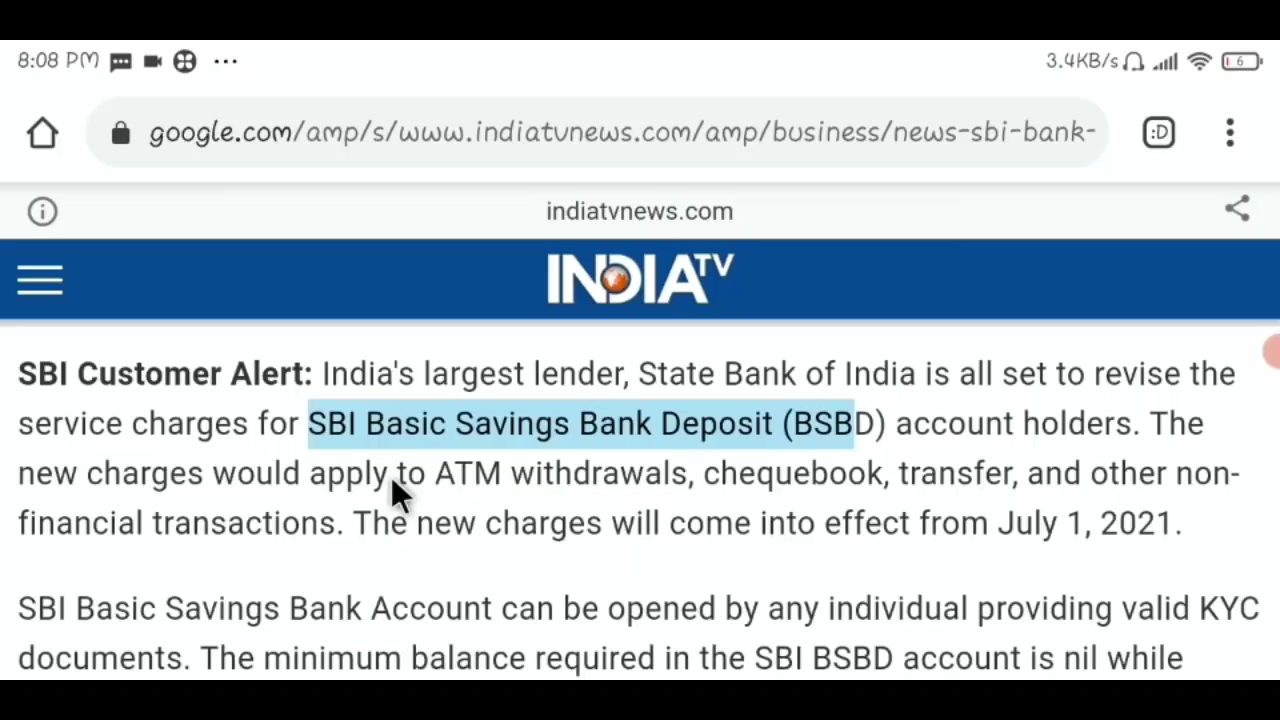 8:08 PM ... 3.4KB/s 6
google.com/amp/s/www.indiatvnews.com/amp/business/news-sbi-bank- :D
indiatvnews.com
INDIA TV
SBI Customer Alert: India's largest lender, State Bank of India is all set to revise the
service charges for SBI Basic Savings Bank Deposit (BSBD) account holders. The
new charges would apply to ATM withdrawals, chequebook, transfer, and other non-
financial transactions. The new charges will come into effect from July 1, 2021.
SBI Basic Savings Bank Account can be opened by any individual providing valid KYC
documents. The minimum balance required in the SBI BSBD account is nil while